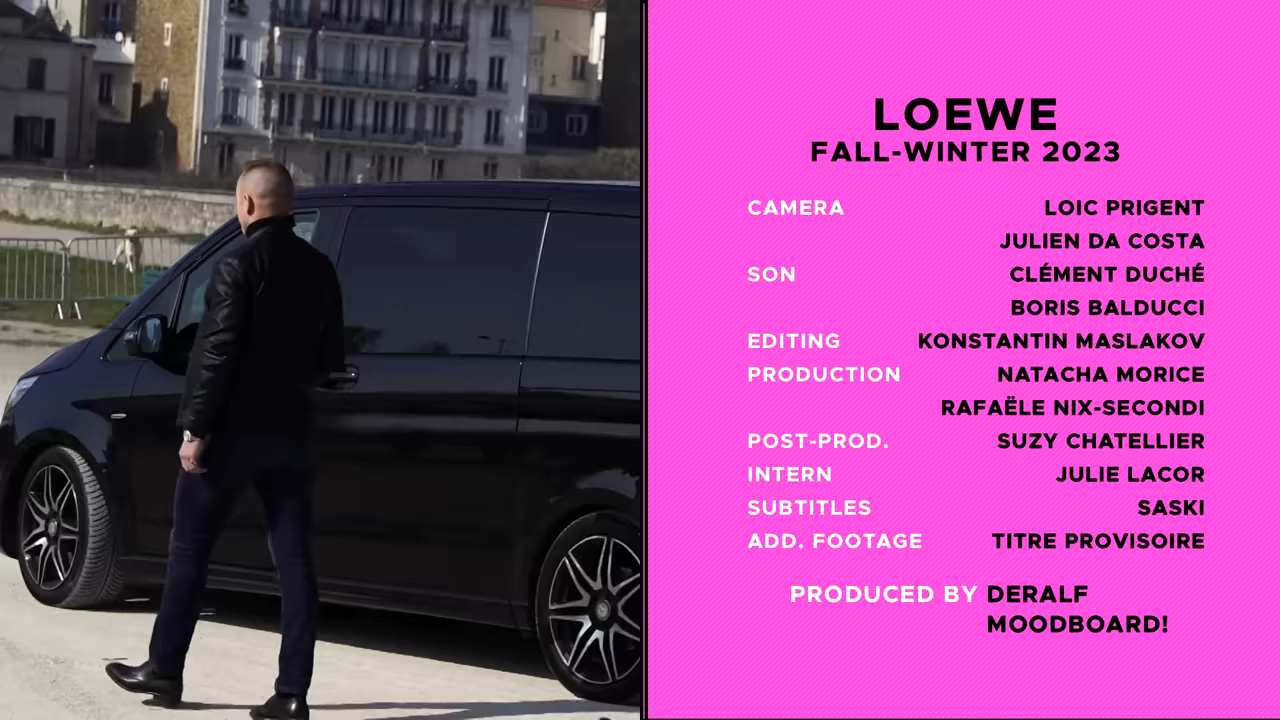 LOEWE
FALL-WINTER 2023
CAMERA LOIC PRIGENT
JULIEN DA COSTA
SON CLÉMENT DUCHÉ
BORIS BALDUCCI
EDITING KONSTANTIN MASLAKOV
PRODUCTION NATACHA MORICE
RAFAËLE NIX-SECONDI
POST-PROD. SUZY CHATELLIER
INTERN JULIE LACOR
SUBTITLES SASKI
ADD. FOOTAGE TITRE PROVISOIRE
PRODUCED BY DERALF
MOODBOARD!